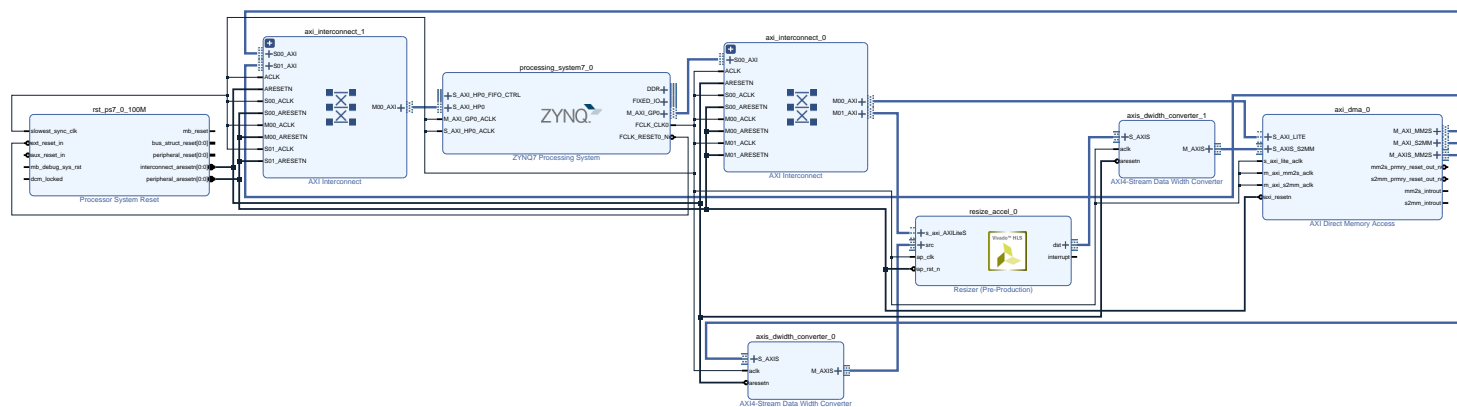 rst_ps7_0_100M
slowest_sync_clk
ext_reset_in
aux_reset_in
mb_debug_sys_rst
dcm_locked
mb_reset
bus_struct_reset[0:0]
peripheral_reset[0:0]
interconnect_aresetn[0:0]
peripheral_aresetn[0:0]
Processor System Reset
axi_interconnect_1
S00_AXI
S01_AXI
ACLK
ARESETN
S00_ACLK
S00_ARESETN
M00_ACLK
M00_ARESETN
S01_ACLK
S01_ARESETN
M00_AXI
AXI Interconnect
processing_system7_0
S_AXI_HP0_FIFO_CTRL
S_AXI_HP0
M_AXI_GP0_ACLK
S_AXI_HP0_ACLK
ZYNQ
DDR
FIXED_IO
M_AXI_GP0
FCLK_CLK0
FCLK_RESET0_N
ZYNQ7 Processing System
axi_interconnect_0
S00_AXI
ACLK
ARESETN
S00_ACLK
S00_ARESETN
M00_ACLK
M00_ARESETN
M01_ACLK
M01_ARESETN
M00_AXI
M01_AXI
AXI Interconnect
resize_accel_0
s_axi_AXILiteS
src
ap_clk
ap_rst_n
Vivado™ HLS
dst
interrupt
Resizer (Pre-Production)
axis_dwidth_converter_0
S_AXIS
aclk
aresetn
M_AXIS
AXI4-Stream Data Width Converter
axis_dwidth_converter_1
S_AXIS
aclk
aresetn
M_AXIS
AXI4-Stream Data Width Converter
axi_dma_0
S_AXI_LITE
S_AXIS_S2MM
s_axi_lite_aclk
m_axi_mm2s_aclk
m_axi_s2mm_aclk
axi_resetn
M_AXI_MM2S
M_AXI_S2MM
M_AXIS_MM2S
mm2s_prmry_reset_out_n
s2mm_prmry_reset_out_n
mm2s_introut
s2mm_introut
AXI Direct Memory Access